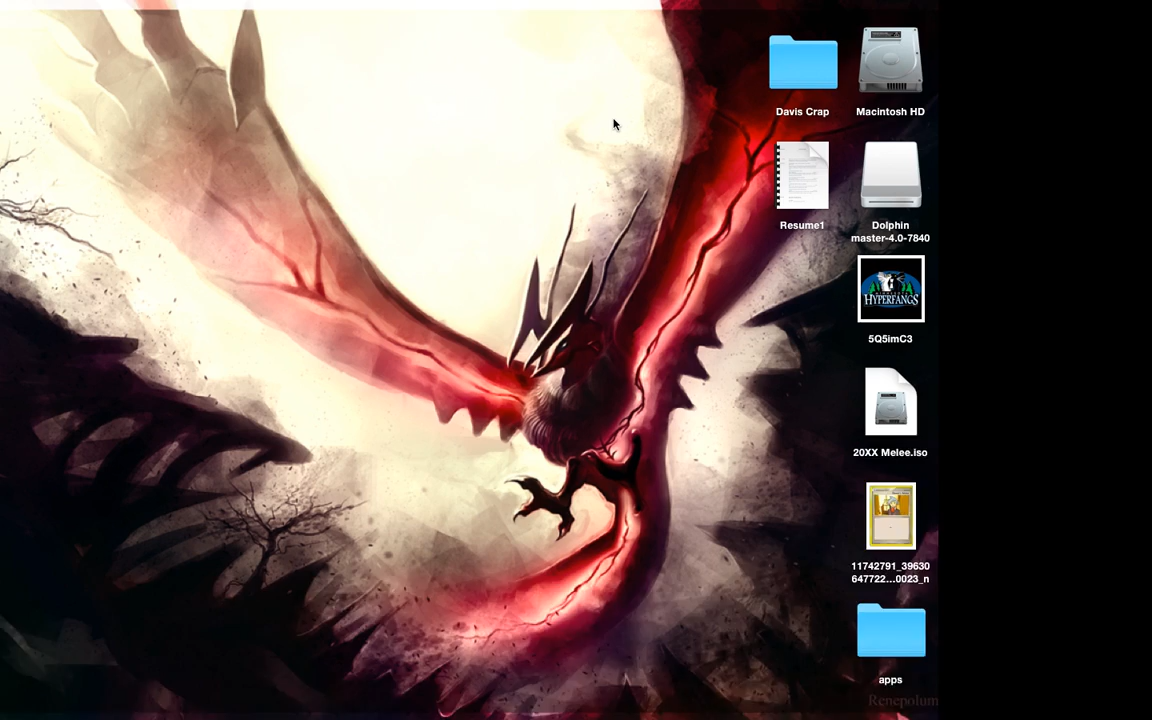 Davis Crap
Macintosh HD
Resume1
Dolphin
master-4.0-7840
HYPERFANGS
5Q5imC3
20XX Melee.iso
11742791_39630
647722...0023_n
apps
Renepolum